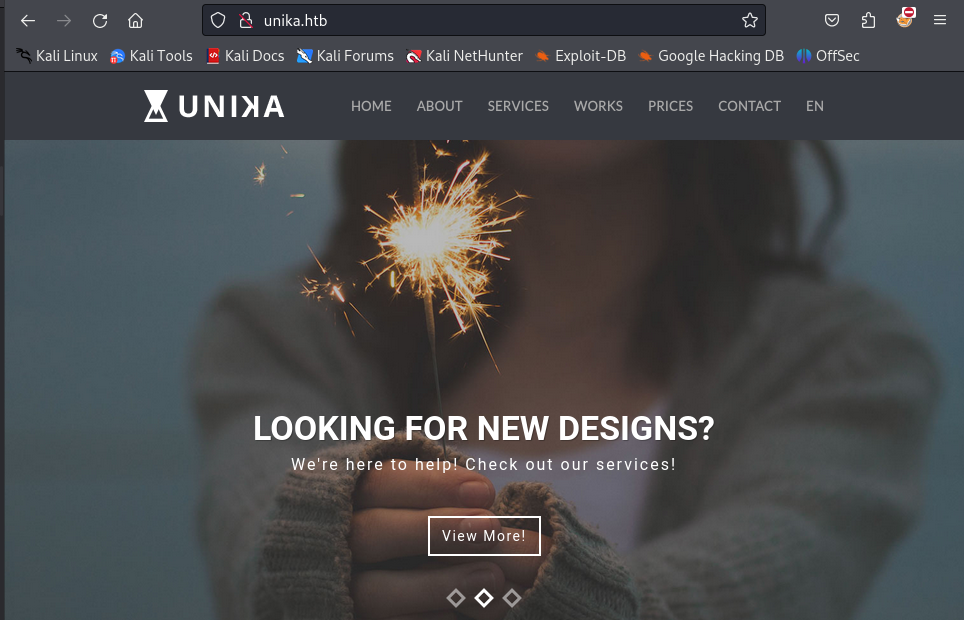 unika.htb
Kali Linux Kali Tools Kali Docs Kali Forums Kali NetHunter Exploit-DB Google Hacking DB OffSec
UNIKA HOME ABOUT SERVICES WORKS PRICES CONTACT EN
LOOKING FOR NEW DESIGNS?
We're here to help! Check out our services!
View More!